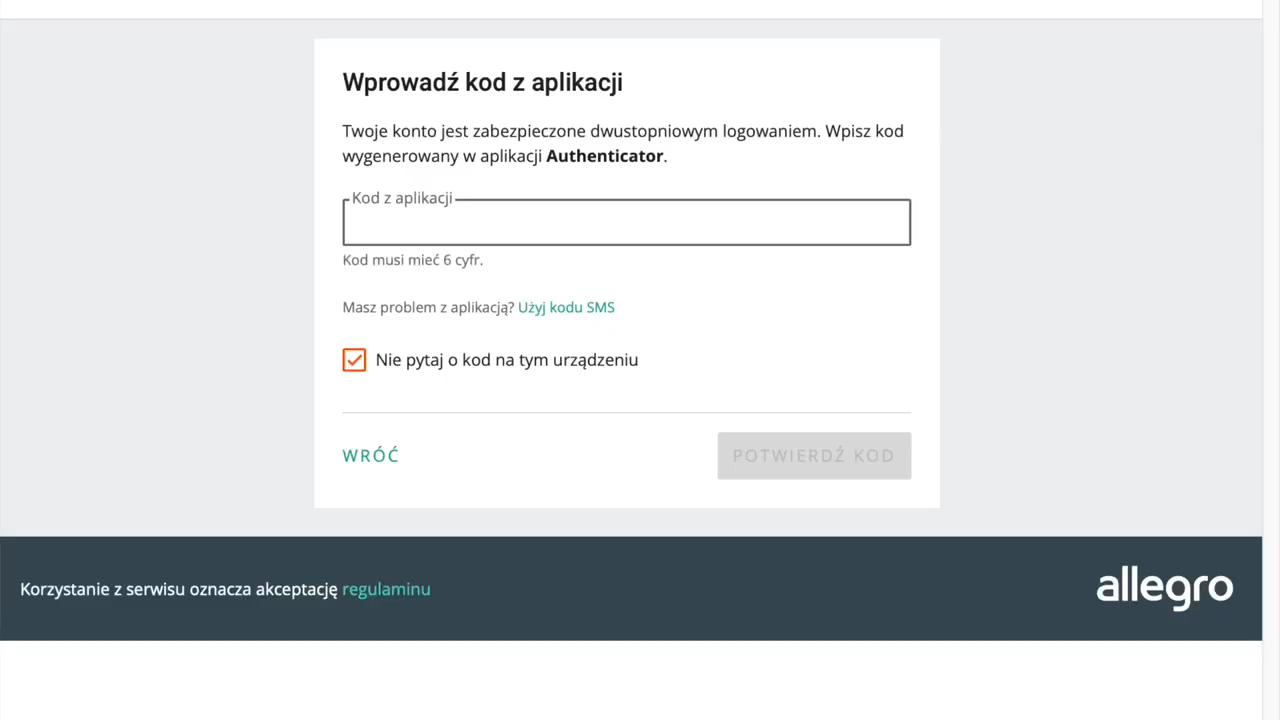 Wprowadź kod z aplikacji
Twoje konto jest zabezpieczone dwustopniowym logowaniem. Wpisz kod
wygenerowany w aplikacji Authenticator.
Kod z aplikacji
Kod musi mieć 6 cyfr.
Masz problem z aplikacją? Użyj kodu SMS
Nie pytaj o kod na tym urządzeniu
WRÓĆ
POTWIERDŹ KOD
Korzystanie z serwisu oznacza akceptację regulaminu
allegro